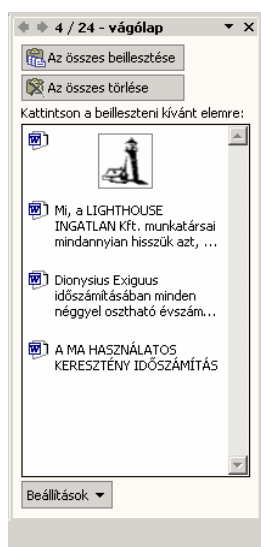 4 / 24 - vágólap
Az összes beillesztése
Az összes törlése
Kattintson a beilleszteni kívánt elemre:
Mi, a LIGHTHOUSE
INGATLAN Kft. munkatársai
mindannyian hisszük azt, ...
Dionysius Exiguus
időszámításában minden
néggyel osztható évszám...
A MA HASZNÁLATOS
KERESZTÉNY IDŐSZÁMÍTÁS
Beállítások